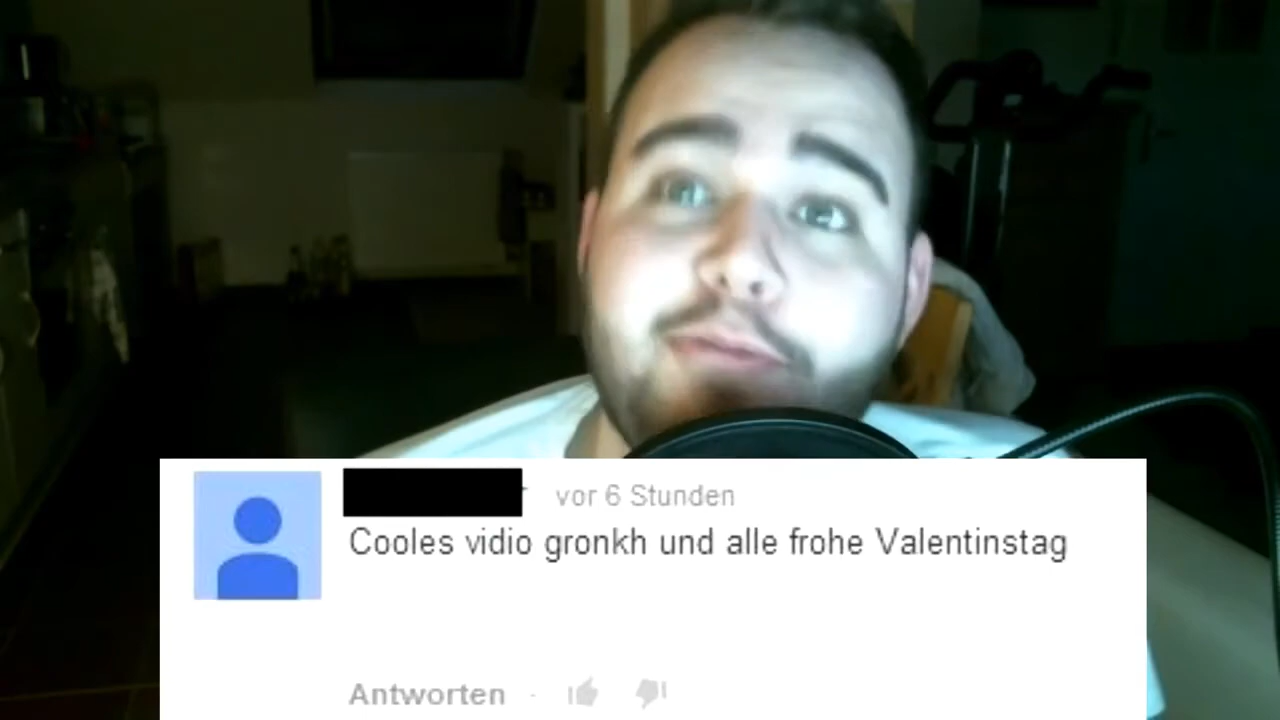 vor 6 Stunden
Cooles vidio gronkh und alle frohe Valentinstag
Antworten